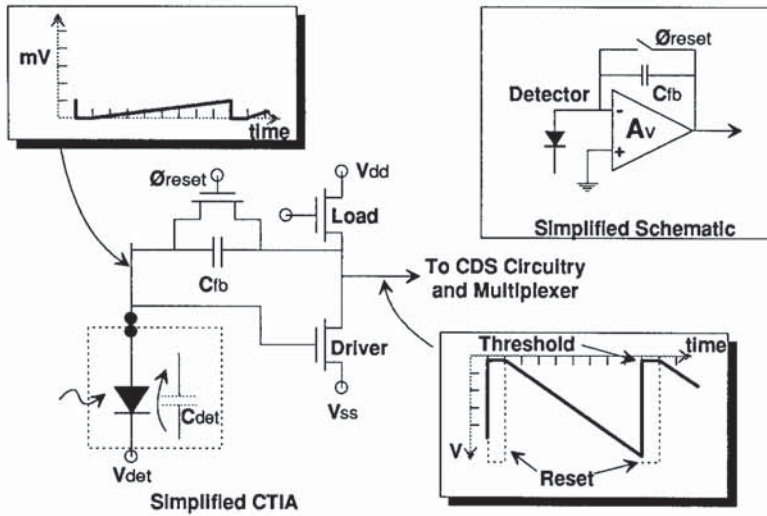 mV
time
Øreset
Cfb
Detector
-
AV
+
Simplified Schematic
Øreset
Vdd
Load
Cfb
To CDS Circuitry
and Multiplexer
Driver
Vss
Cdet
Vdet
Simplified CTIA
Threshold
time
V
Reset